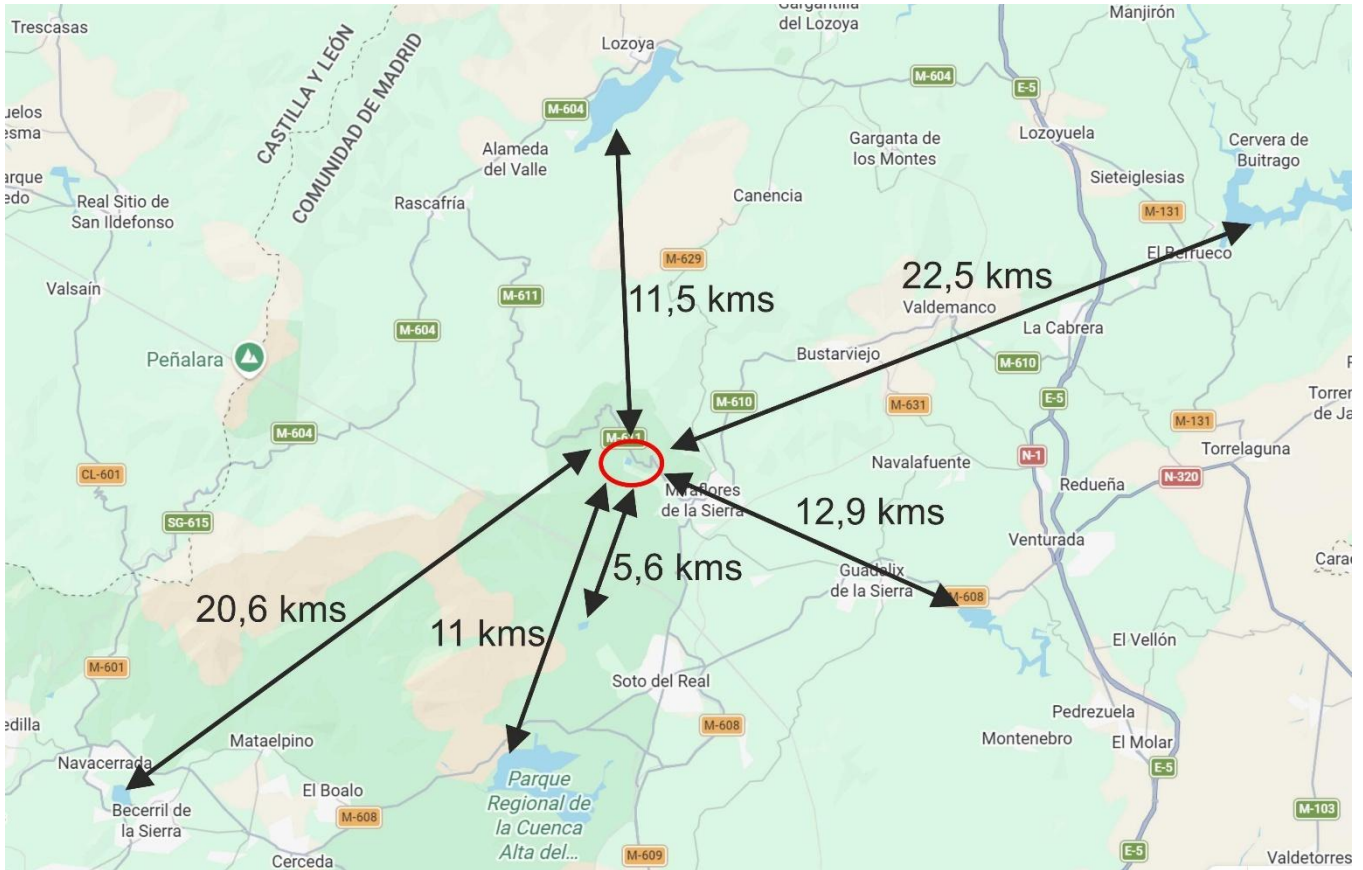 Trescasas
Gargantilla
del Lozoya
Manjirón
CASTILLA Y LEÓN
COMUNIDAD DE MADRID
Lozoya
M-604
E-5
M-604
Lozoyuela
Cervera de
Buitrago
Garganta de
los Montes
Alameda
del Valle
Sieteiglesias
Real Sitio de
San Ildefonso
Rascafría
Canencia
M-131
El Berrueco
M-629
22,5 kms
Valsaín
M-611
11,5 kms
Valdemanco
La Cabrera
M-604
Peñalara
Bustarviejo
M-610
M-610
E-5
M-631
M-131
M-604
M-611
Torrelaguna
CL-601
Navalafuente
N-1
N-320
Redueña
Miraflores
de la Sierra
SG-615
12,9 kms
Venturada
5,6 kms
Guadalix
de la Sierra
M-608
20,6 kms
11 kms
El Vellón
M-601
Soto del Real
Pedrezuela
M-608
Montenebro
El Molar
Mataelpino
Navacerrada
E-5
Parque
Regional de
la Cuenca
Alta del...
El Boalo
Becerril de
la Sierra
M-608
M-103
Cerceda
M-609
E-5
Valdetorres